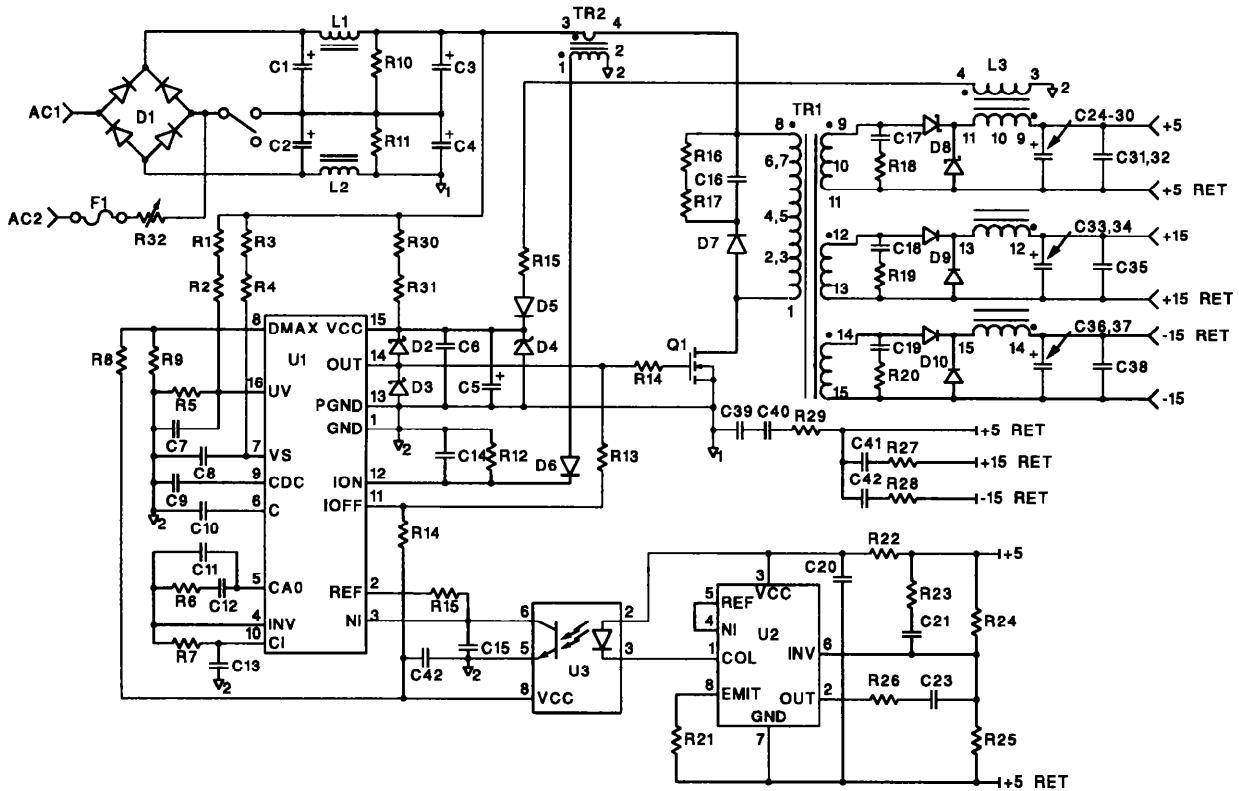 TR2
3 4
1 2
2
L1
C1 + R10 + C3
AC1 D1
C2 + R11 + C4
L2
1
AC2 F1
R32
4 L3 3
2
TR1
8 9
6,7 10
4,5 11
2,3
1
R16
C16
R17
D7
C17
R18
D8
11 10 9
+
C24-30
C31,32
+5
+5 RET
12
13
C18
R19
D9
13 12
+
C33,34
C35
+15
+15 RET
14
15
C19
R20
D10
15 14
+
C36,37
C38
-15 RET
-15
R1 R3 R30
R2 R4 R31
R15
D5
R8 R9
8 DMAX VCC 15
U1
D2 C6 D4
OUT 14
D3 C5 +
R5 16 UV
PGND 13
GND 1
2
C7
7 VS
C8
C14 R12
D6
R13
9 CDC
C9
ION 12
6 C
C10
IOFF 11
2
R14
Q1
R14
1
C39 C40 R29
+5 RET
C41 R27
+15 RET
C42 R28
-15 RET
C11
5 CA0
R6 C12
REF 2
R15
4 INV
NI 3
10 CI
R7
C13
2
C42
C15
2
6 2
5 3
U3
8 VCC
C20
R22
+5
R23
C21
R24
3
VCC
5 REF
4 NI
U2
INV 6
1 COL
8 EMIT
OUT 2
GND
7
R26 C23
R21
R25
+5 RET